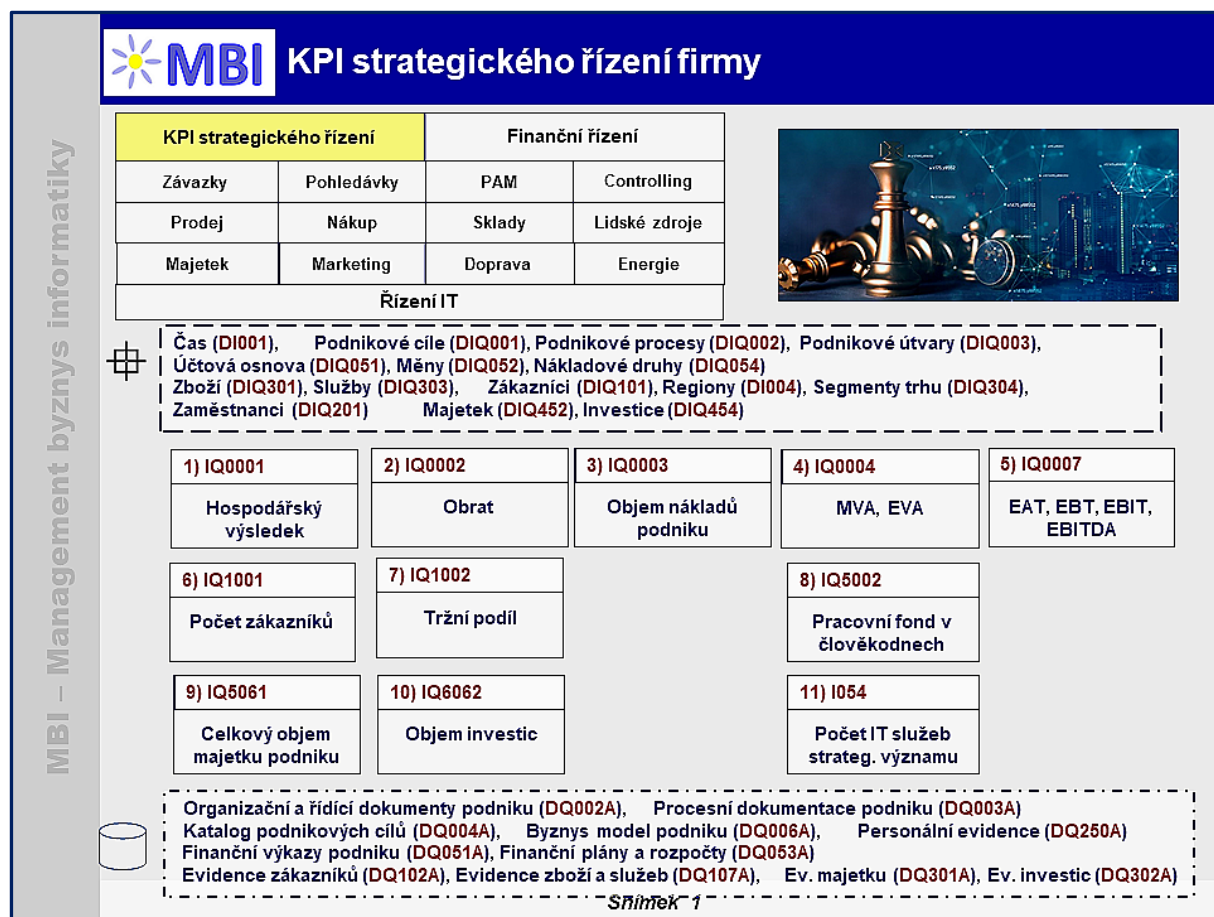 MBI – Management byznys informatiky
MBI
KPI strategického řízení firmy
KPI strategického řízení
Finanční řízení
Závazky
Pohledávky
PAM
Controlling
Prodej
Nákup
Sklady
Lidské zdroje
Majetek
Marketing
Doprava
Energie
Řízení IT
Čas (DI001), Podnikové cíle (DIQ001), Podnikové procesy (DIQ002), Podnikové útvary (DIQ003),
Účtová osnova (DIQ051), Měny (DIQ052), Nákladové druhy (DIQ054)
Zboží (DIQ301), Služby (DIQ303), Zákazníci (DIQ101), Regiony (DI004), Segmenty trhu (DIQ304),
Zaměstnanci (DIQ201) Majetek (DIQ452), Investice (DIQ454)
1) IQ0001
Hospodářský
výsledek
2) IQ0002
Obrat
3) IQ0003
Objem nákladů
podniku
4) IQ0004
MVA, EVA
5) IQ0007
EAT, EBT, EBIT,
EBITDA
6) IQ1001
Počet zákazníků
7) IQ1002
Tržní podíl
8) IQ5002
Pracovní fond v
člověkodnech
9) IQ5061
Celkový objem
majetku podniku
10) IQ6062
Objem investic
11) I054
Počet IT služeb
strateg. významu
Organizační a řídící dokumenty podniku (DQ002A), Procesní dokumentace podniku (DQ003A)
Katalog podnikových cílů (DQ004A), Byznys model podniku (DQ006A), Personální evidence (DQ250A)
Finanční výkazy podniku (DQ051A), Finanční plány a rozpočty (DQ053A)
Evidence zákazníků (DQ102A), Evidence zboží a služeb (DQ107A), Ev. majetku (DQ301A), Ev. investic (DQ302A)
Snímek 1